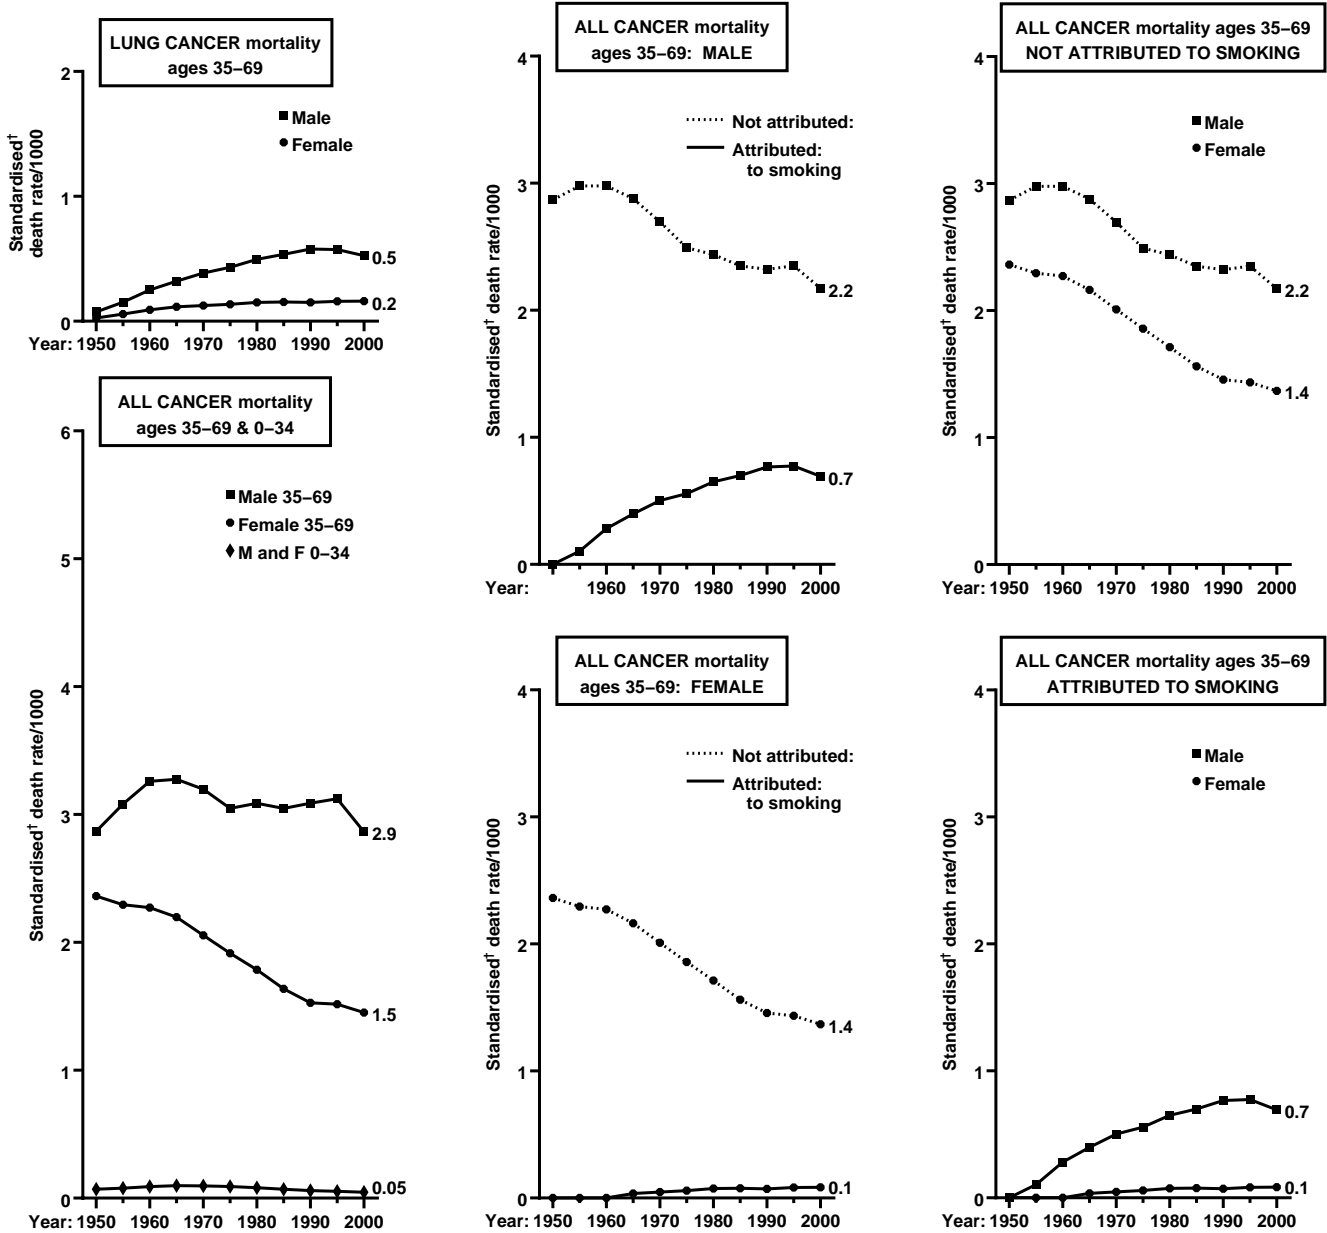 LUNG CANCER mortality
ages 35–69
2
1
0
Standardised†
death rate/1000
Male
Female
0.5
0.2
Year: 1950 1960 1970 1980 1990 2000
ALL CANCER mortality
ages 35–69 & 0–34
6
5
4
3
2
1
0
Standardised† death rate/1000
Male 35–69
Female 35–69
M and F 0–34
2.9
1.5
0.05
Year: 1950 1960 1970 1980 1990 2000
ALL CANCER mortality
ages 35–69: MALE
4
3
2
1
0
Standardised† death rate/1000
Not attributed:
Attributed:
to smoking
2.2
0.7
Year: 1960 1970 1980 1990 2000
ALL CANCER mortality
ages 35–69: FEMALE
4
3
2
1
0
Standardised† death rate/1000
Not attributed:
Attributed:
to smoking
1.4
0.1
Year: 1950 1960 1970 1980 1990 2000
ALL CANCER mortality ages 35–69
NOT ATTRIBUTED TO SMOKING
4
3
2
1
0
Standardised† death rate/1000
Male
Female
2.2
1.4
Year: 1950 1960 1970 1980 1990 2000
ALL CANCER mortality ages 35–69
ATTRIBUTED TO SMOKING
4
3
2
1
0
Standardised† death rate/1000
Male
Female
0.7
0.1
Year: 1950 1960 1970 1980 1990 2000